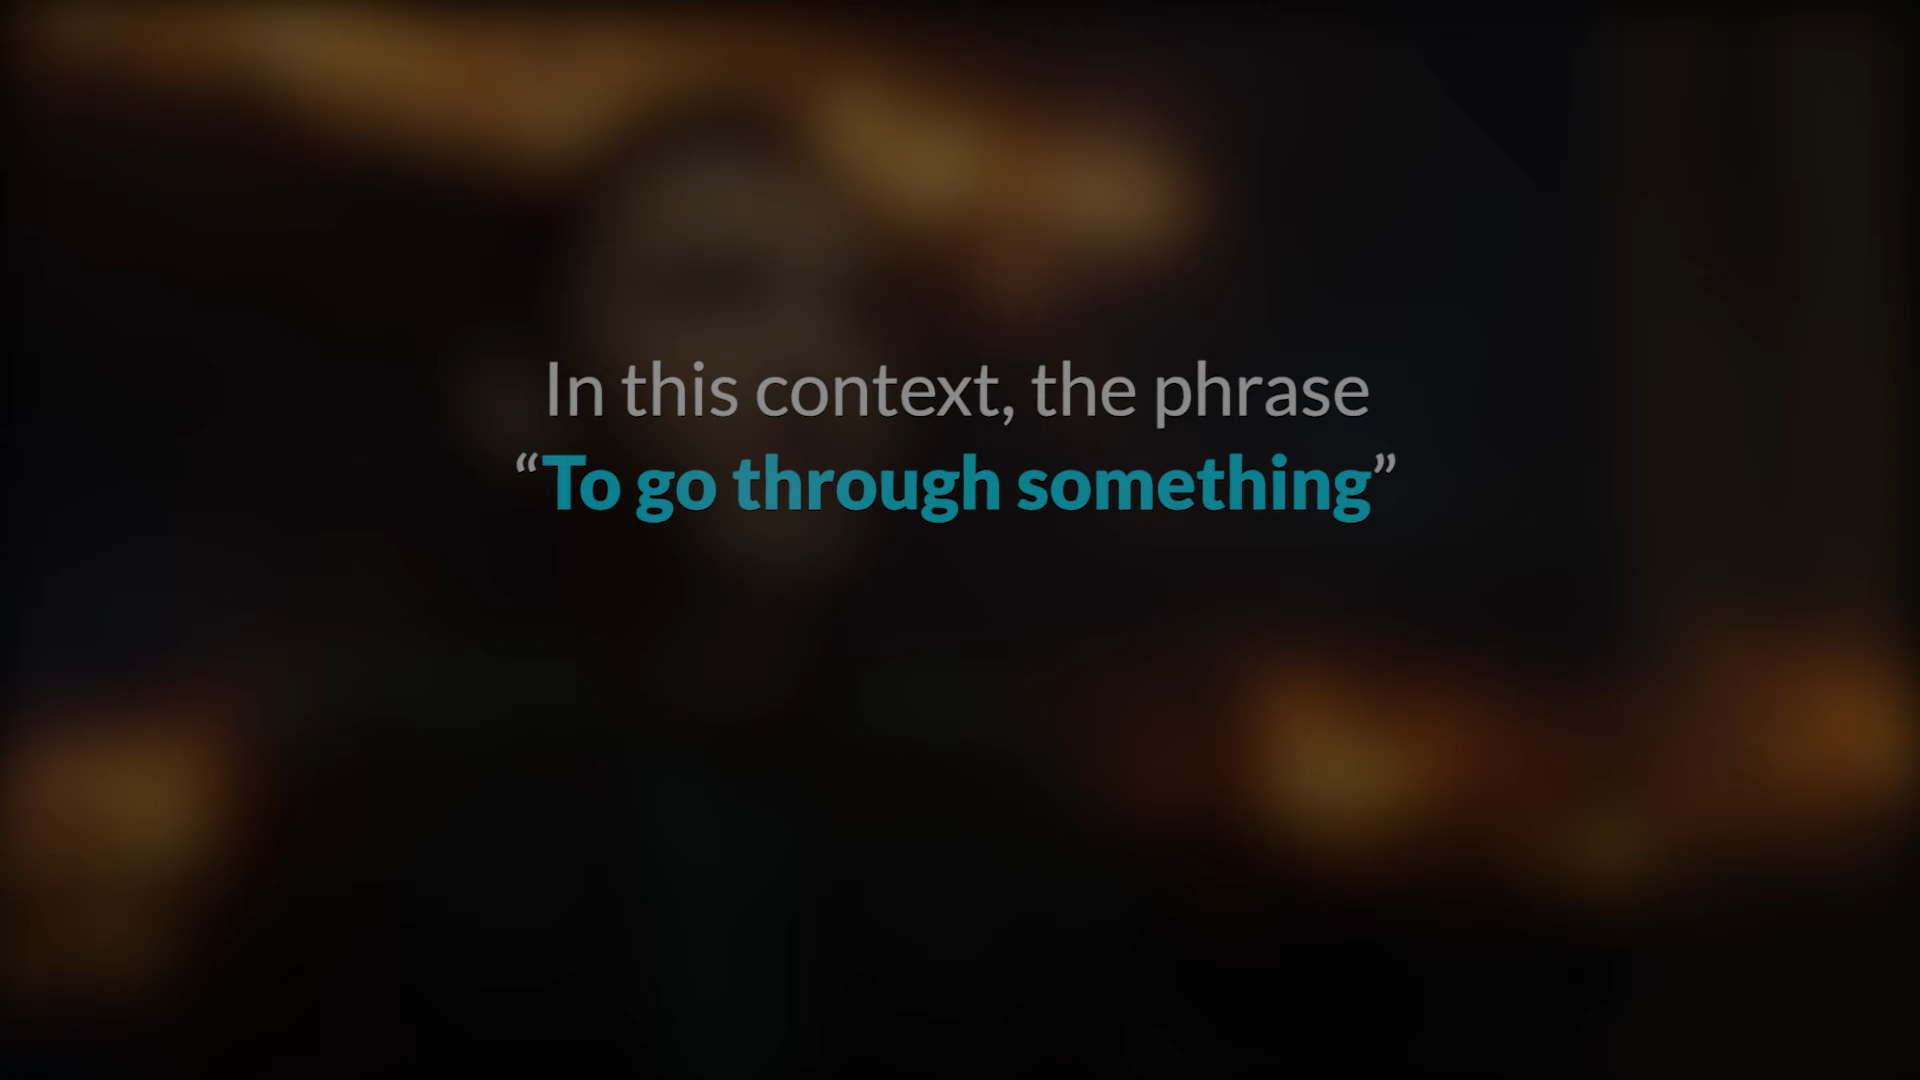 In this context, the phrase
“To go through something”